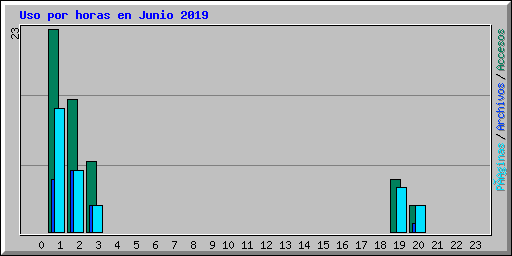 Uso por horas en Junio 2019
23
PÃnginas / Archivos / Accesos
0 1 2 3 4 5 6 7 8 9 10 11 12 13 14 15 16 17 18 19 20 21 22 23